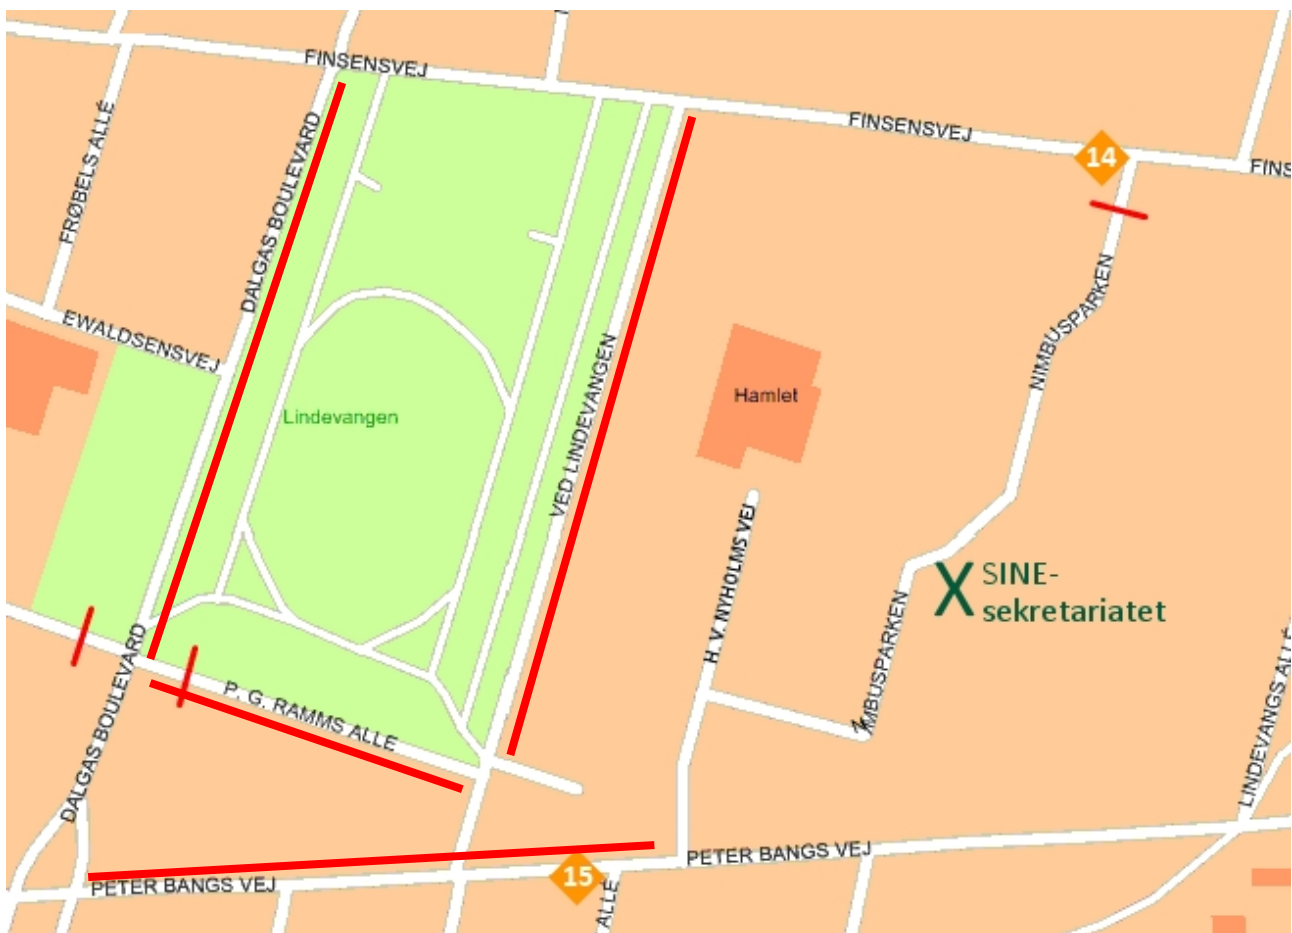 FINSENSVEJ
FINSENSVEJ
14
FINS
FRØBELS ALLÉ
DALGAS BOULEVARD
NIMBUSPARKEN
EWALDSENSVEJ
VED LINDEVANGEN
Hamlet
Lindevangen
H. V. NYHOLMS VEJ
X SINE-
sekretariatet
NIMBUSPARKEN
DALGAS BOULEVARD
P. G. RAMMS ALLE
LINDEVANGS ALLÉ
PETER BANGS VEJ
15
PETER BANGS VEJ
ALLÉ